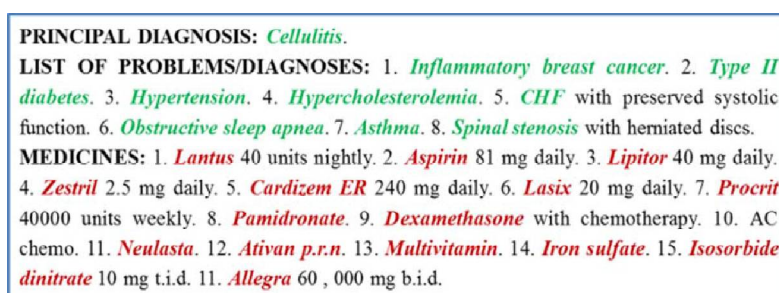 PRINCIPAL DIAGNOSIS: Cellulitis.
LIST OF PROBLEMS/DIAGNOSES: 1. Inflammatory breast cancer. 2. Type II
diabetes. 3. Hypertension. 4. Hypercholesterolemia. 5. CHF with preserved systolic
function. 6. Obstructive sleep apnea. 7. Asthma. 8. Spinal stenosis with herniated discs.
MEDICINES: 1. Lantus 40 units nightly. 2. Aspirin 81 mg daily. 3. Lipitor 40 mg daily.
4. Zestril 2.5 mg daily. 5. Cardizem ER 240 mg daily. 6. Lasix 20 mg daily. 7. Procrit
40000 units weekly. 8. Pamidronate. 9. Dexamethasone with chemotherapy. 10. AC
chemo. 11. Neulasta. 12. Ativan p.r.n. 13. Multivitamin. 14. Iron sulfate. 15. Isosorbide
dinitrate 10 mg t.i.d. 11. Allegra 60 , 000 mg b.i.d.